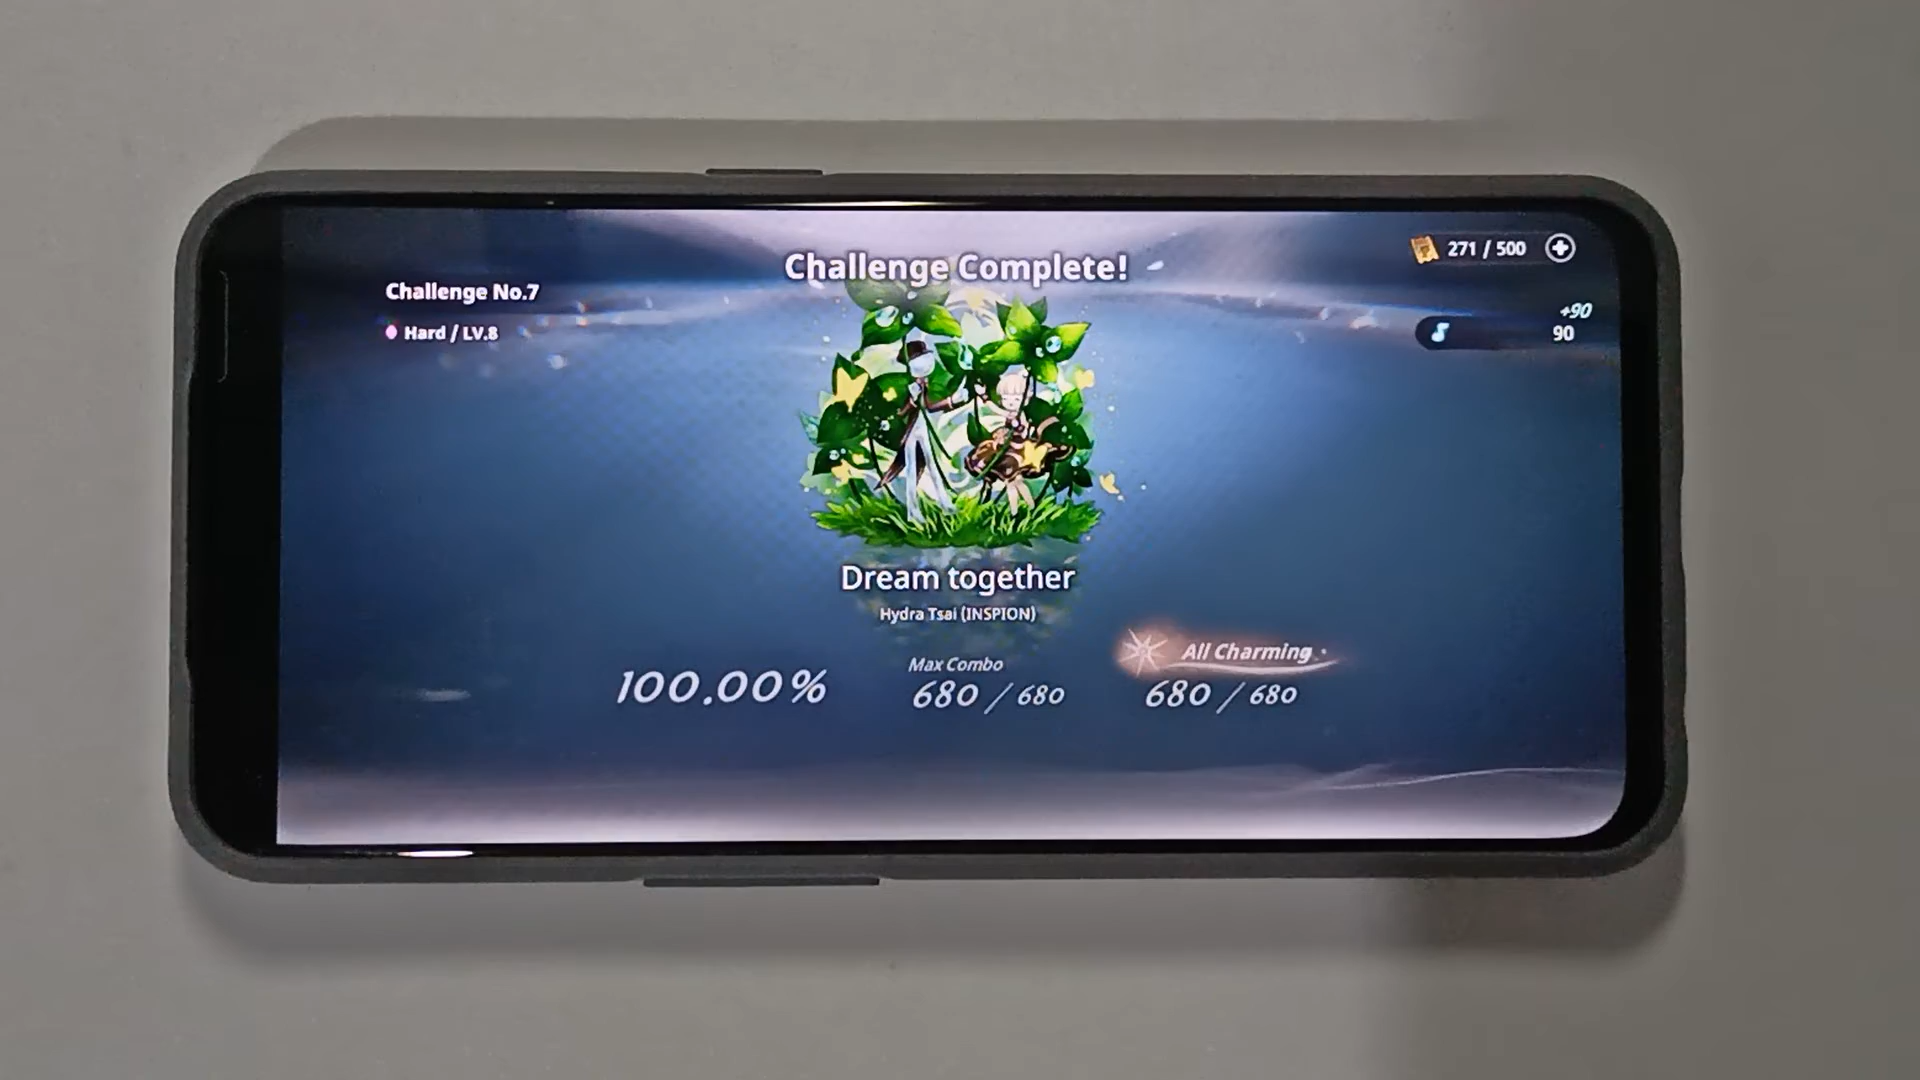 Challenge Complete!
271 / 500
Challenge No.7
Hard / LV.8
+90
90
Dream together
Hydra Tsai (INSPION)
100.00%
Max Combo
680 / 680
All Charming
680 / 680